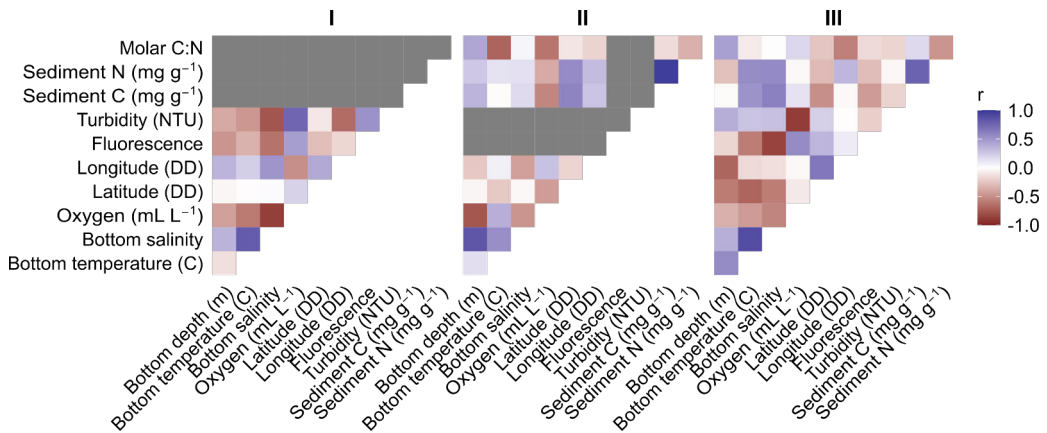 I II III
Molar C:N
Sediment N (mg g⁻¹)
Sediment C (mg g⁻¹)
Turbidity (NTU)
Fluorescence
Longitude (DD)
Latitude (DD)
Oxygen (mL L⁻¹)
Bottom salinity
Bottom temperature (C)
r
1.0
0.5
0.0
-0.5
-1.0
Bottom depth (m)
Bottom temperature (C)
Bottom salinity
Oxygen (mL L⁻¹)
Latitude (DD)
Longitude (DD)
Fluorescence
Turbidity (NTU)
Sediment C (mg g⁻¹)
Sediment N (mg g⁻¹)
Bottom depth (m)
Bottom temperature (C)
Bottom salinity
Oxygen (mL L⁻¹)
Latitude (DD)
Longitude (DD)
Fluorescence
Turbidity (NTU)
Sediment C (mg g⁻¹)
Sediment N (mg g⁻¹)
Bottom depth (m)
Bottom temperature (C)
Bottom salinity
Oxygen (mL L⁻¹)
Latitude (DD)
Longitude (DD)
Fluorescence
Turbidity (NTU)
Sediment C (mg g⁻¹)
Sediment N (mg g⁻¹)